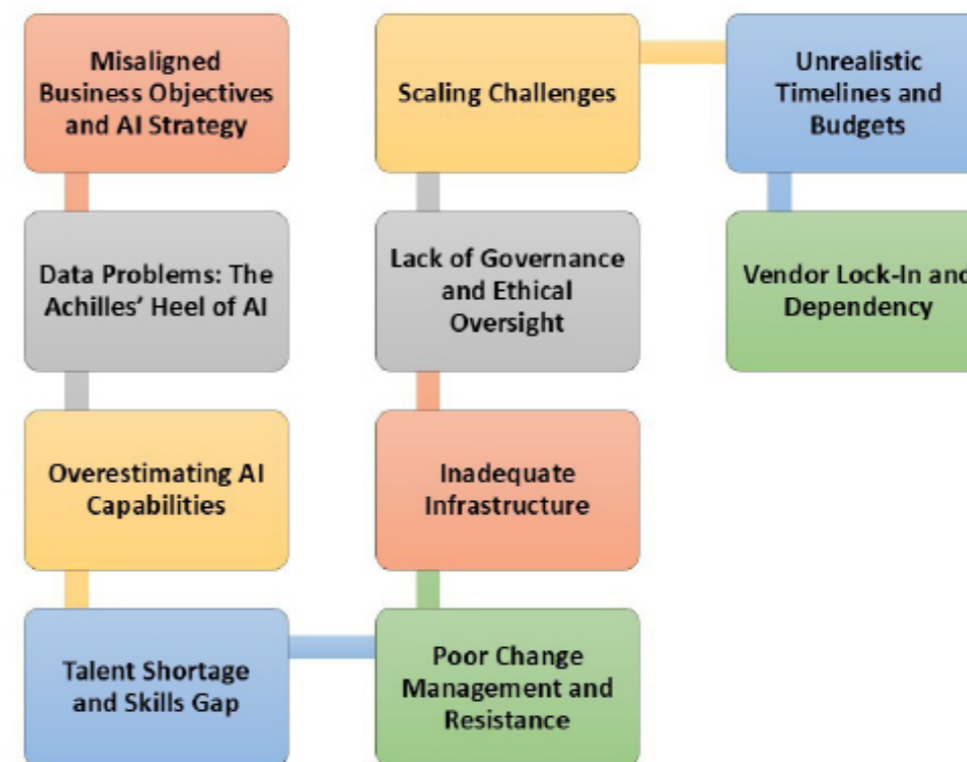 Misaligned
Business Objectives
and AI Strategy
Data Problems: The
Achilles’ Heel of AI
Overestimating AI
Capabilities
Talent Shortage
and Skills Gap
Poor Change
Management and
Resistance
Inadequate
Infrastructure
Lack of Governance
and Ethical
Oversight
Scaling Challenges
Unrealistic
Timelines and
Budgets
Vendor Lock-In and
Dependency